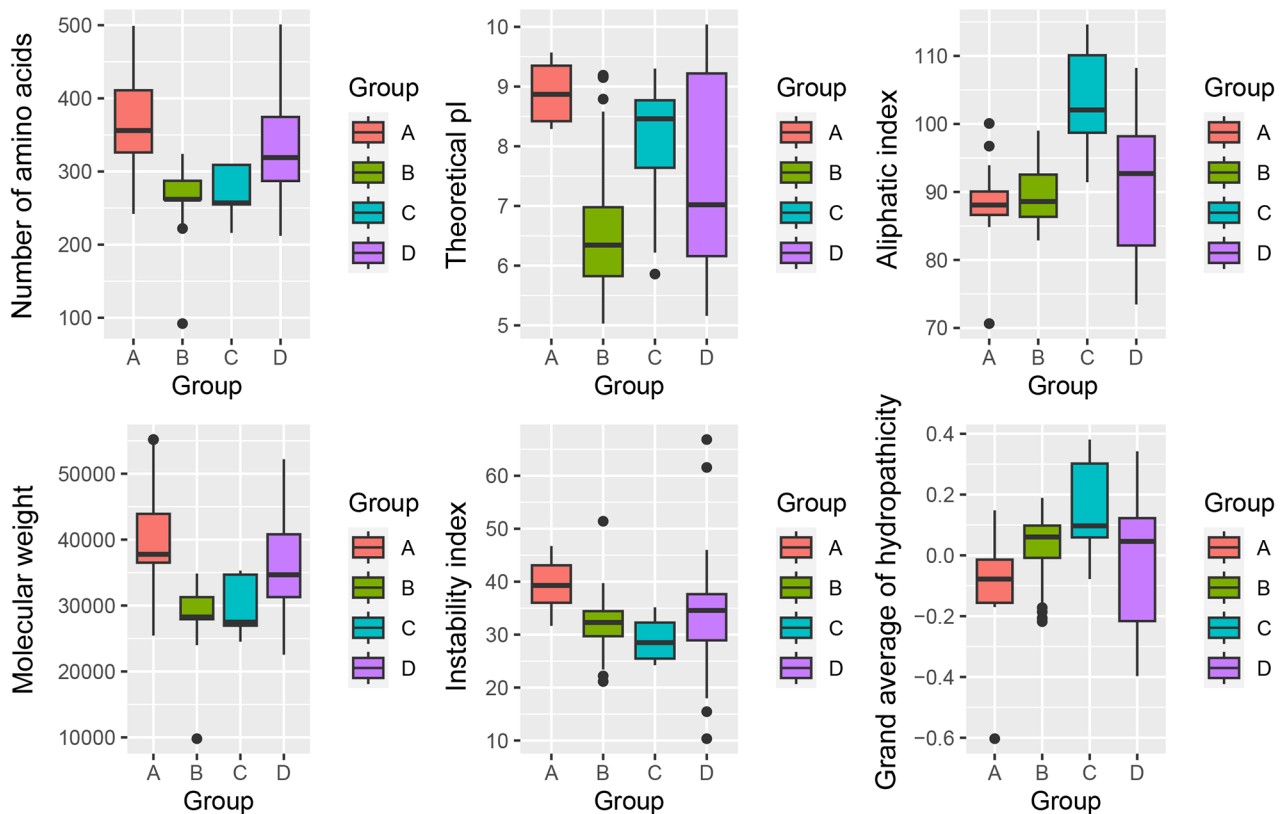 Number of amino acids
500
400
300
200
100
A B C D
Group
Group
A
B
C
D
Theoretical pI
10
9
8
7
6
5
A B C D
Group
Group
A
B
C
D
Aliphatic index
110
100
90
80
70
A B C D
Group
Group
A
B
C
D
Molecular weight
50000
40000
30000
20000
10000
A B C D
Group
Group
A
B
C
D
Instability index
60
50
40
30
20
10
A B C D
Group
Group
A
B
C
D
Grand average of hydropathicity
0.4
0.2
0.0
−0.2
−0.4
−0.6
A B C D
Group
Group
A
B
C
D